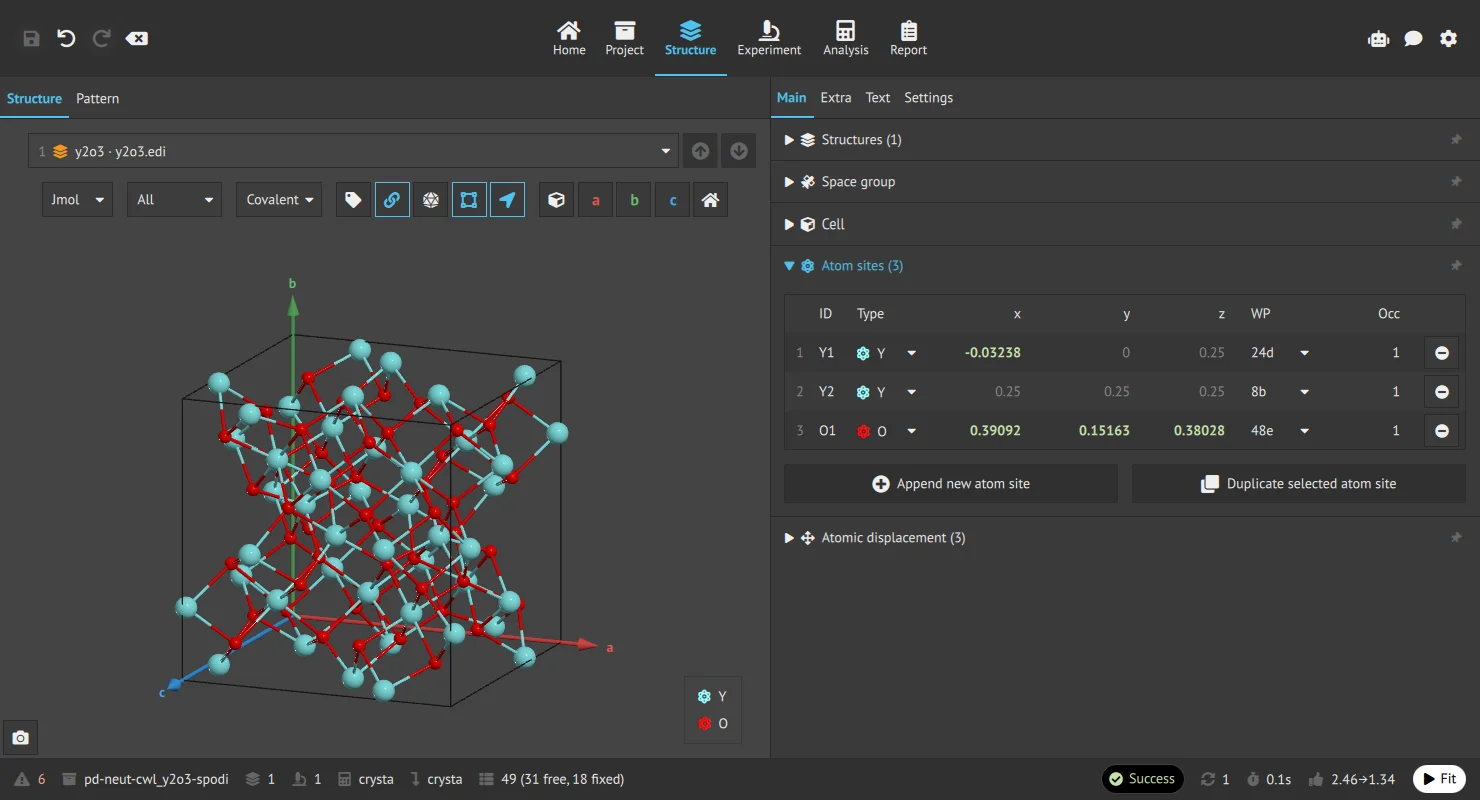 Home Project Structure Experiment Analysis Report
Structure Pattern
Main Extra Text Settings
1 y2o3 · y2o3.edi
Jmol All Covalent a b c
b
a
c
Y
O
Structures (1)
Space group
Cell
Atom sites (3)
ID Type x y z WP Occ
1 Y1 Y -0.03238 0 0.25 24d 1
2 Y2 Y 0.25 0.25 0.25 8b 1
3 O1 O 0.39092 0.15163 0.38028 48e 1
Append new atom site Duplicate selected atom site
Atomic displacement (3)
6 pd-neut-cwl_y2o3-spodi 1 1 crysta crysta 49 (31 free, 18 fixed) Success 1 0.1s 2.46→1.34 Fit